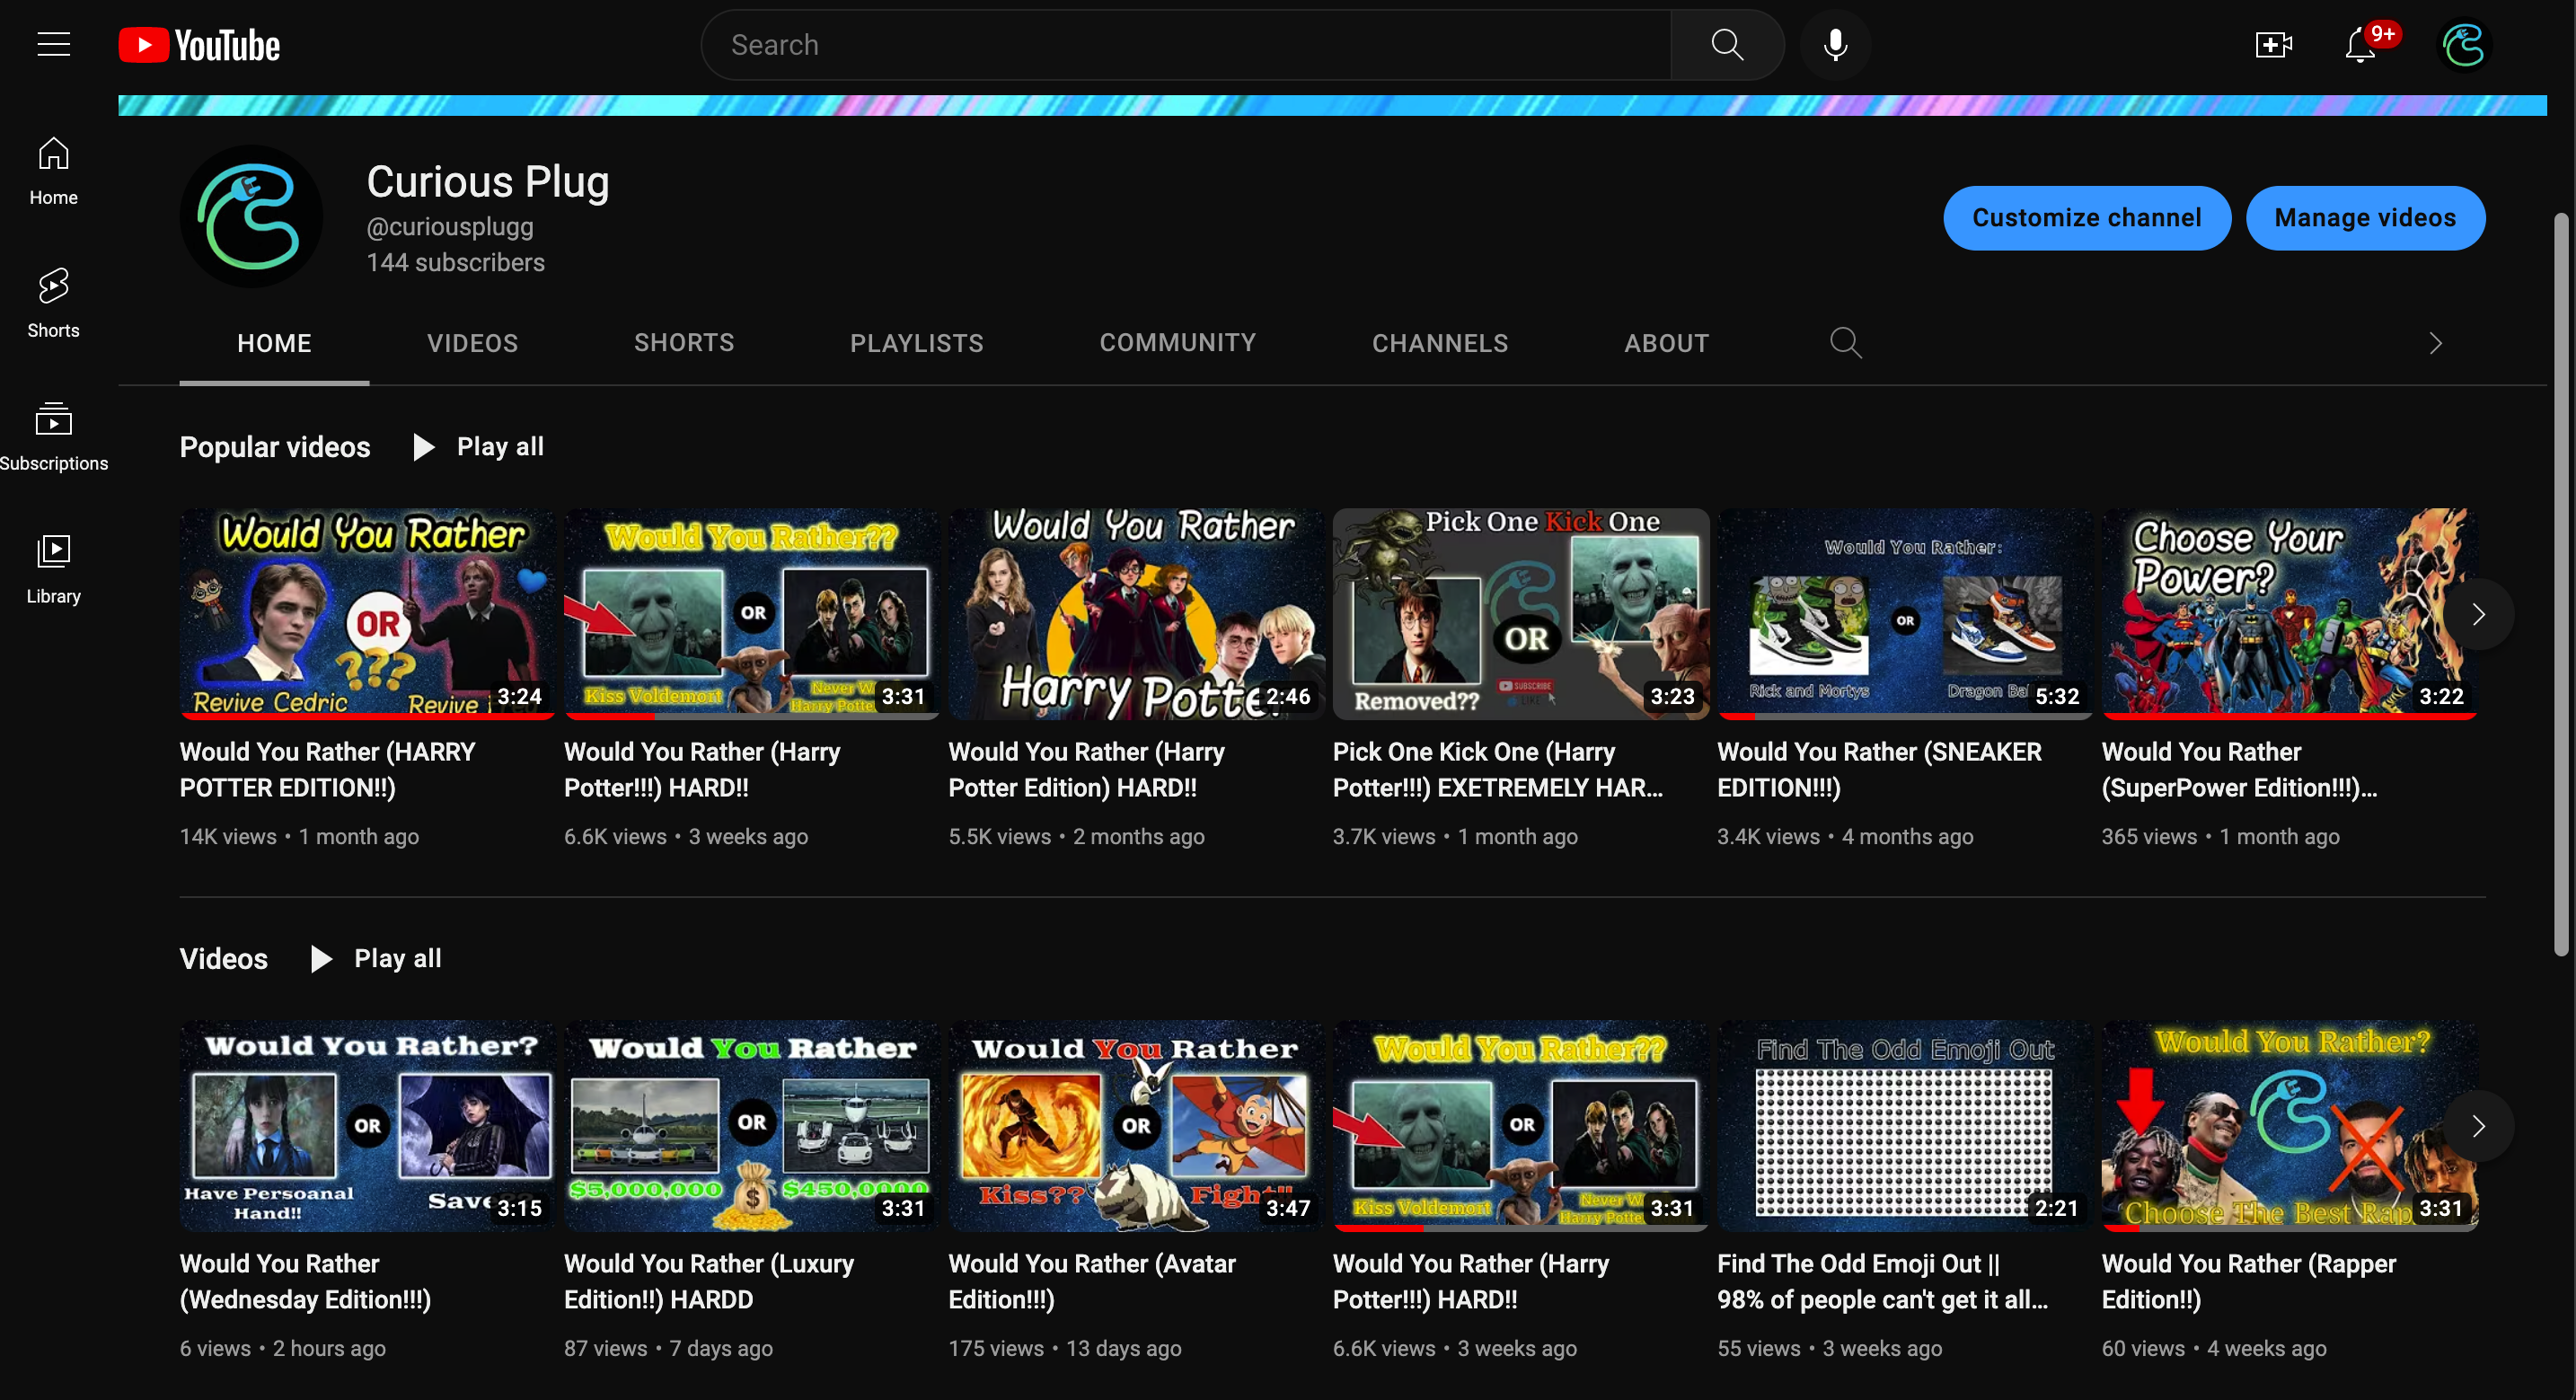 YouTube
Search
9+
Home
Shorts
Subscriptions
Library
Curious Plug
@curiousplugg
144 subscribers
Customize channel
Manage videos
HOME
VIDEOS
SHORTS
PLAYLISTS
COMMUNITY
CHANNELS
ABOUT
Popular videos
Play all
Would You Rather
OR
???
Revive Cedric
Revive
3:24
Would You Rather (HARRY
POTTER EDITION!!)
14K views • 1 month ago
Would You Rather??
OR
Kiss Voldemort
Never W
Harry Potte
3:31
Would You Rather (Harry
Potter!!!) HARD!!
6.6K views • 3 weeks ago
Would You Rather
Harry Potte
2:46
Would You Rather (Harry
Potter Edition) HARD!!
5.5K views • 2 months ago
Pick One Kick One
OR
Removed??
SUBSCRIBE
LIKE
3:23
Pick One Kick One (Harry
Potter!!!) EXETREMELY HAR...
3.7K views • 1 month ago
Would You Rather:
OR
Rick and Mortys
Dragon Ba
5:32
Would You Rather (SNEAKER
EDITION!!!)
3.4K views • 4 months ago
Choose Your
Power?
3:22
Would You Rather
(SuperPower Edition!!!)...
365 views • 1 month ago
Videos
Play all
Would You Rather?
OR
Have Persoanal
Hand!!
Save
3:15
Would You Rather
(Wednesday Edition!!!)
6 views • 2 hours ago
Would You Rather
OR
$5,000,000
$
$450,0000
3:31
Would You Rather (Luxury
Edition!!) HARDD
87 views • 7 days ago
Would You Rather
OR
Kiss??
Fight!!
3:47
Would You Rather (Avatar
Edition!!!)
175 views • 13 days ago
Would You Rather??
OR
Kiss Voldemort
Never W
Harry Potte
3:31
Would You Rather (Harry
Potter!!!) HARD!!
6.6K views • 3 weeks ago
Find The Odd Emoji Out
2:21
Find The Odd Emoji Out ||
98% of people can't get it all...
55 views • 3 weeks ago
Would You Rather?
Choose The Best Rap
3:31
Would You Rather (Rapper
Edition!!)
60 views • 4 weeks ago